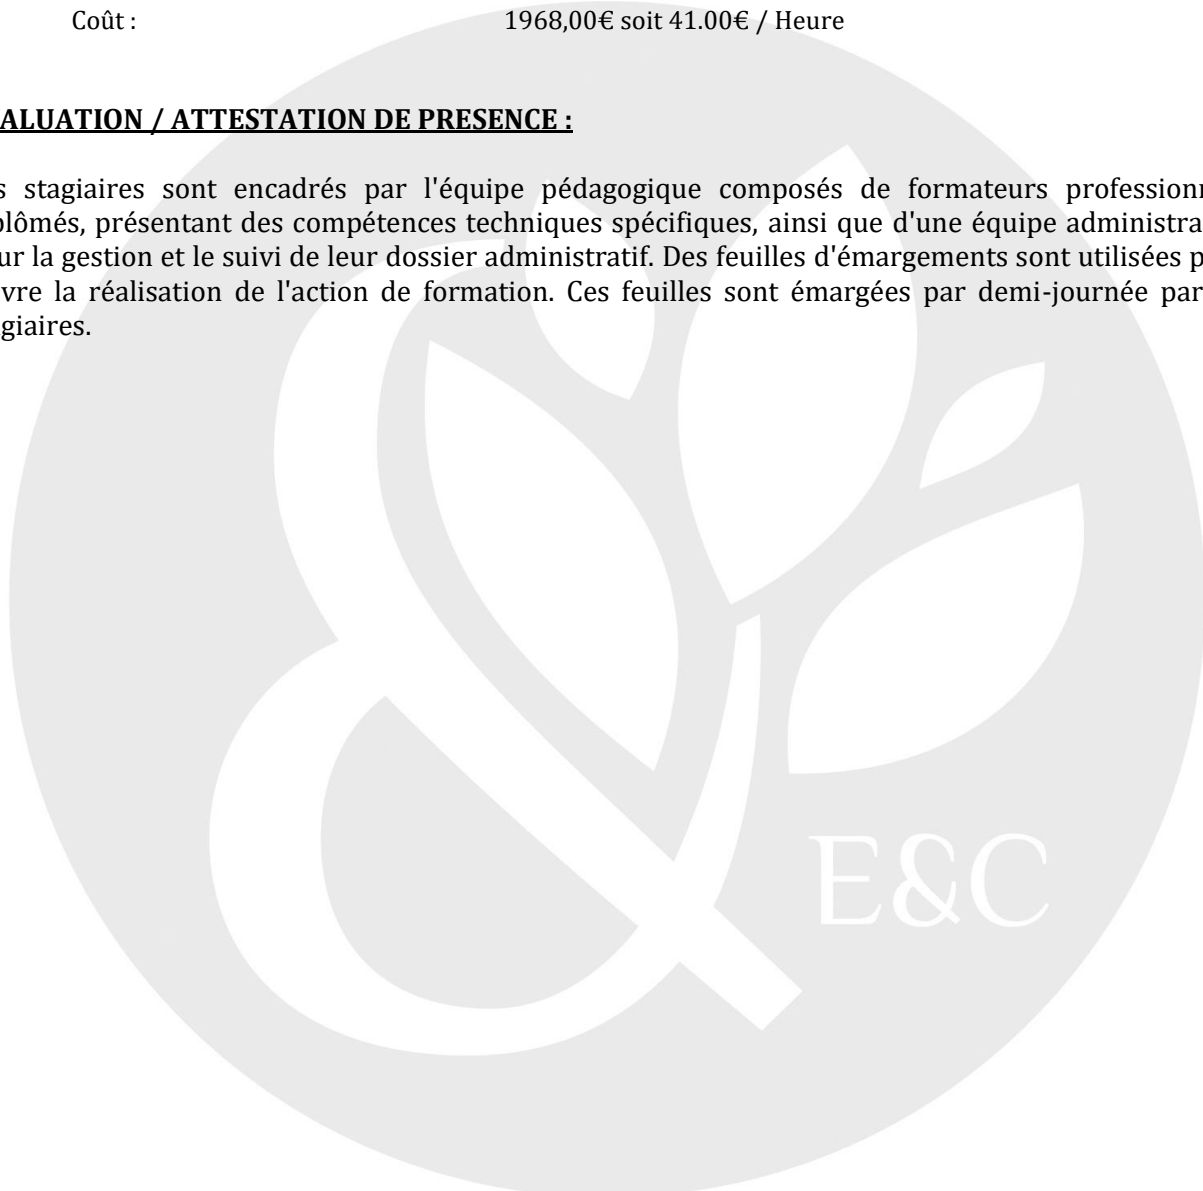 Coût : 1968,00€ soit 41.00€ / Heure
ALUATION / ATTESTATION DE PRESENCE :
s stagiaires sont encadrés par l'équipe pédagogique composés de formateurs professionn
plômés, présentant des compétences techniques spécifiques, ainsi que d'une équipe administra
ur la gestion et le suivi de leur dossier administratif. Des feuilles d'émargements sont utilisées p
vre la réalisation de l'action de formation. Ces feuilles sont émargées par demi-journée par
giaires.
E&C